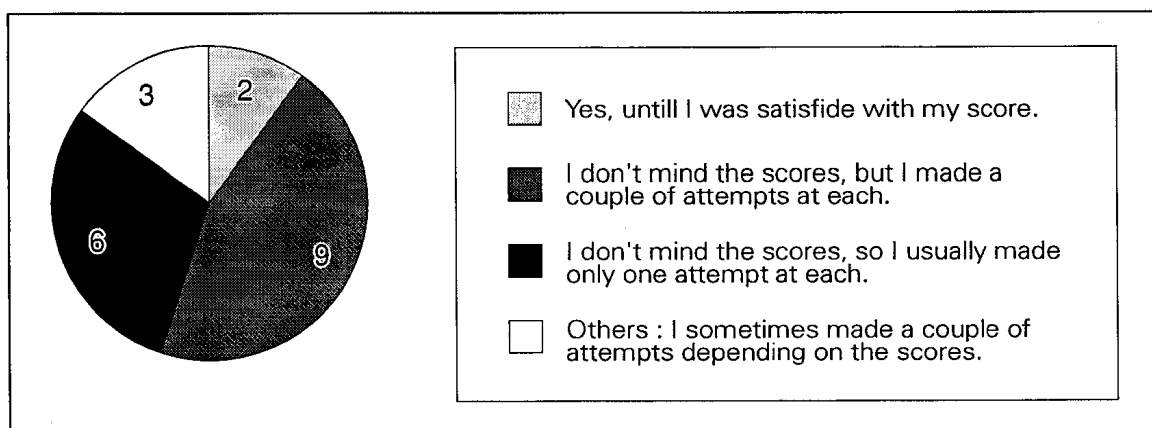 3
2
6
9
Yes, untill I was satisfide with my score.
I don't mind the scores, but I made a
couple of attempts at each.
I don't mind the scores, so I usually made
only one attempt at each.
Others : I sometimes made a couple of
attempts depending on the scores.